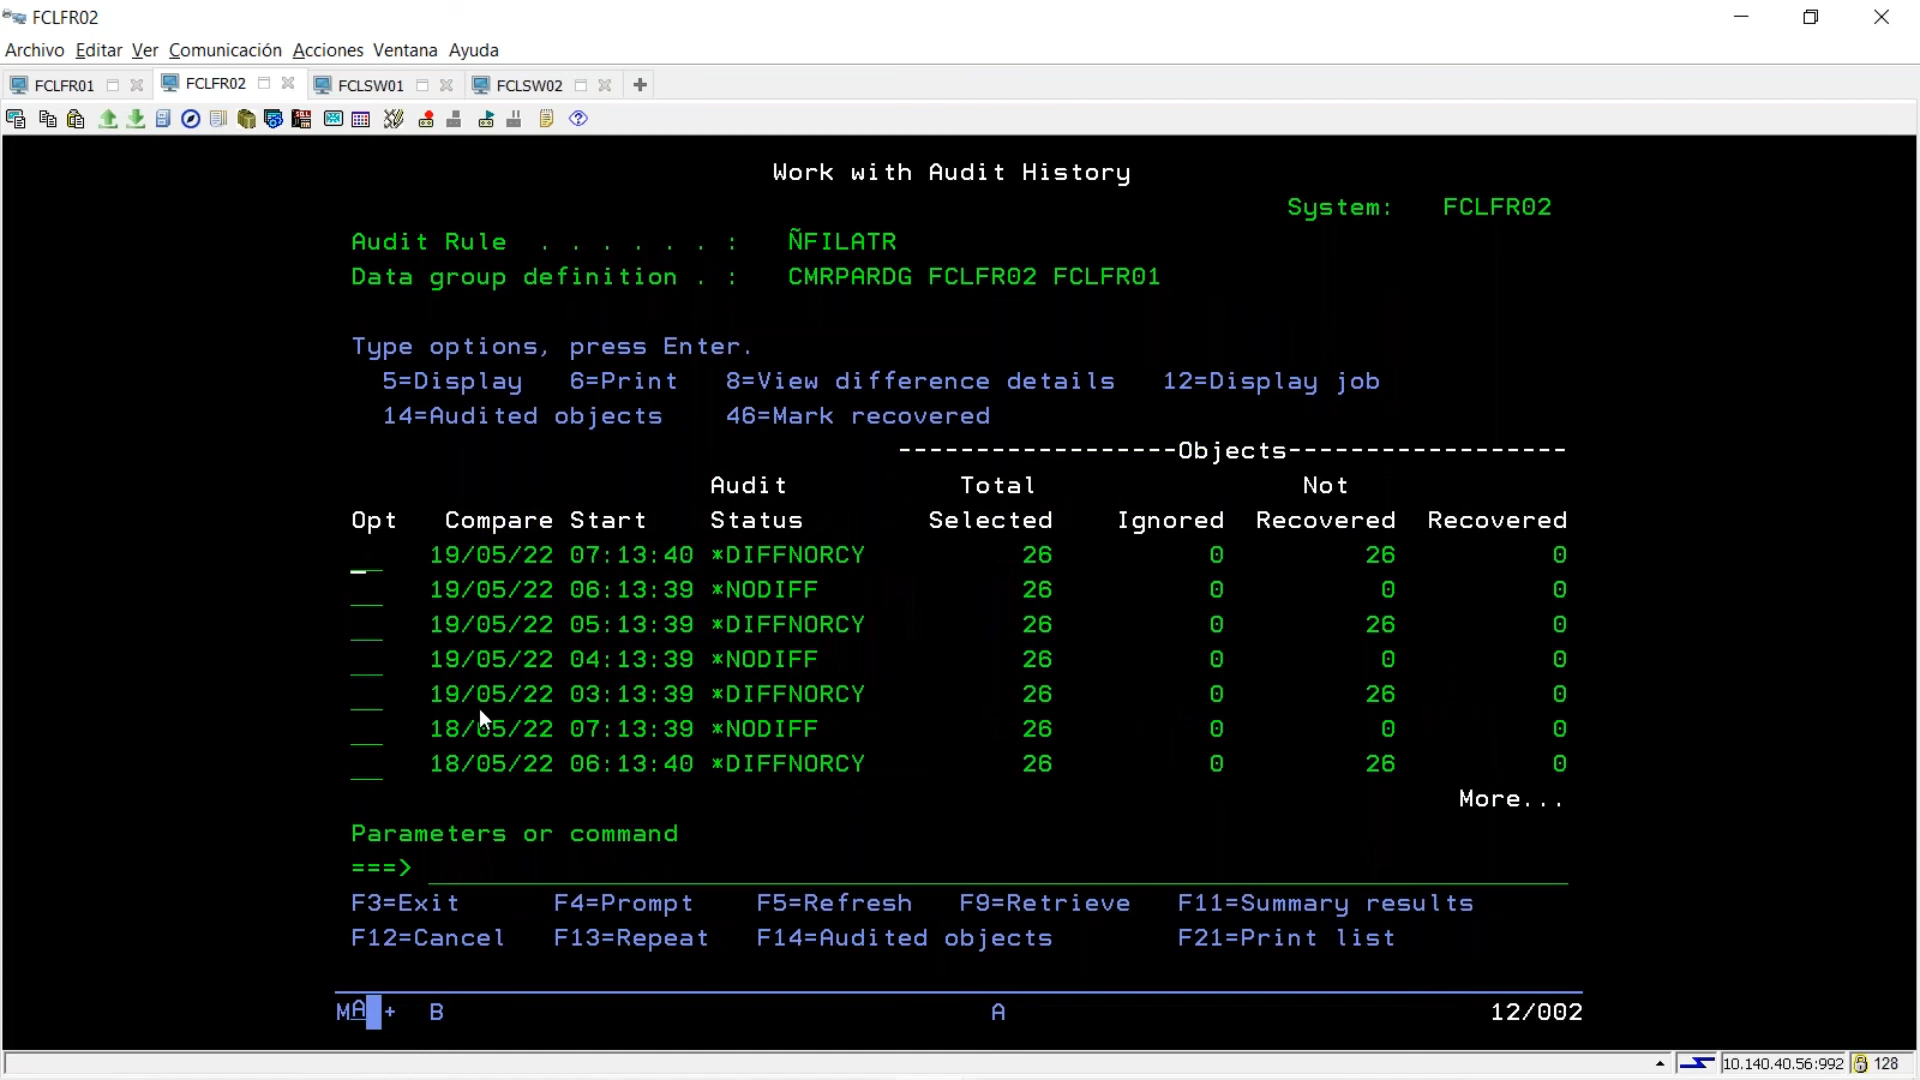 FCLFR02
Archivo Editar Ver Comunicación Acciones Ventana Ayuda
FCLFR01 FCLFR02 FCLSW01 FCLSW02 +
Work with Audit History
System: FCLFR02
Audit Rule . . . . . . : ÑFILATR
Data group definition . : CMRPARDG FCLFR02 FCLFR01
Type options, press Enter.
5=Display 6=Print 8=View difference details 12=Display job
14=Audited objects 46=Mark recovered
------------------Objects------------------
Audit Total Not
Opt Compare Start Status Selected Ignored Recovered Recovered
19/05/22 07:13:40 *DIFFNORCY 26 0 26 0
19/05/22 06:13:39 *NODIFF 26 0 0 0
19/05/22 05:13:39 *DIFFNORCY 26 0 26 0
19/05/22 04:13:39 *NODIFF 26 0 0 0
19/05/22 03:13:39 *DIFFNORCY 26 0 26 0
18/05/22 07:13:39 *NODIFF 26 0 0 0
18/05/22 06:13:40 *DIFFNORCY 26 0 26 0
More...
Parameters or command
===>
F3=Exit F4=Prompt F5=Refresh F9=Retrieve F11=Summary results
F12=Cancel F13=Repeat F14=Audited objects F21=Print list
MA + B A 12/002
10.140.40.56:992 128